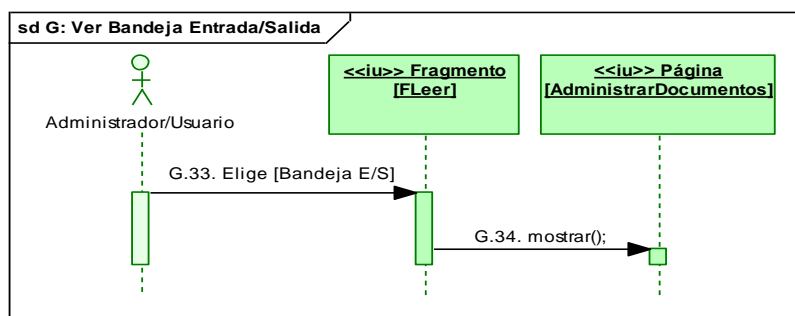 sd G: Ver Bandeja Entrada/Salida
Administrador/Usuario
<<iu>> Fragmento
[FLeer]
<<iu>> Página
[AdministrarDocumentos]
G.33. Elige [Bandeja E/S]
G.34. mostrar();